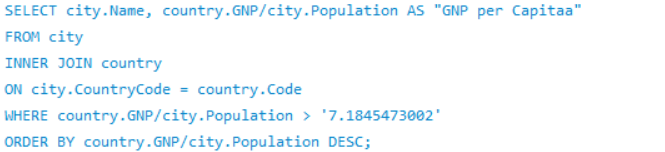 SELECT city.Name, country.GNP/city.Population AS "GNP per Capitaa"
FROM city
INNER JOIN country
ON city.CountryCode = country.Code
WHERE country.GNP/city.Population > '7.1845473002'
ORDER BY country.GNP/city.Population DESC;